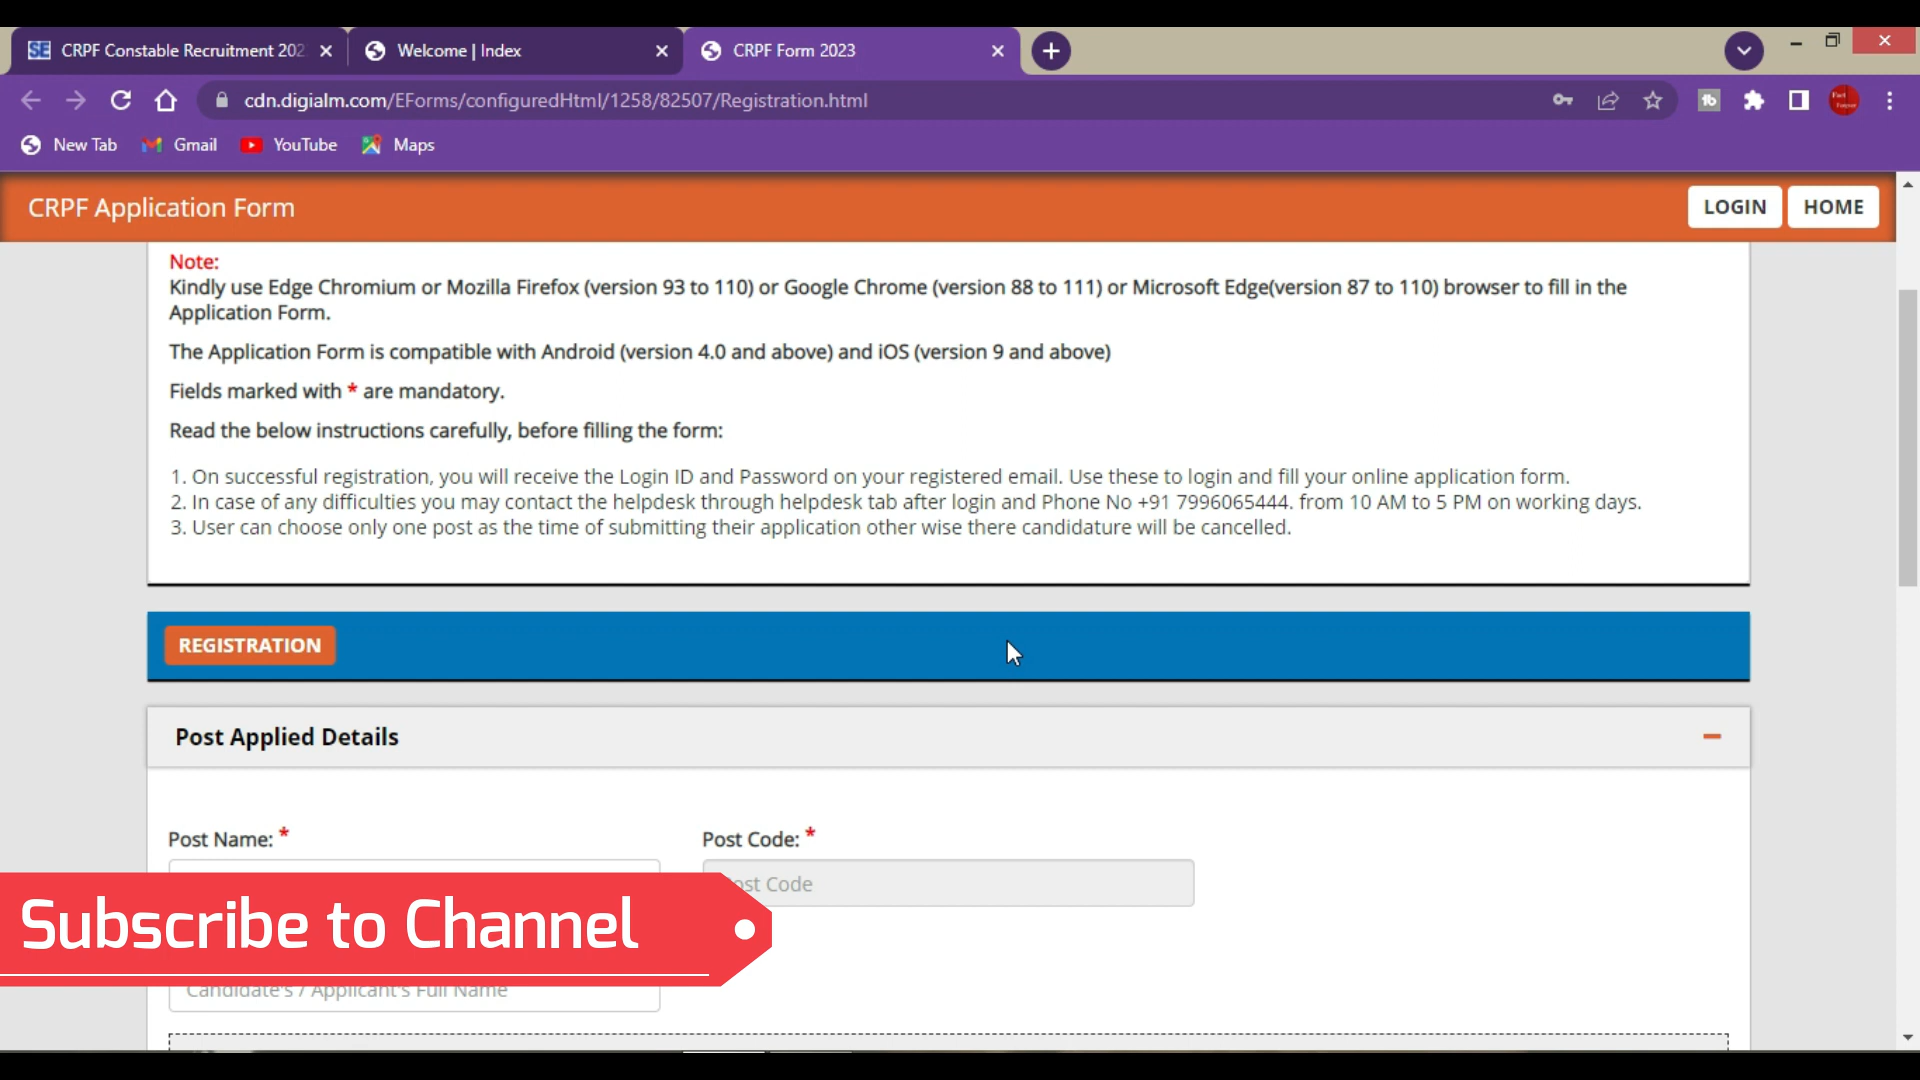 CRPF Constable Recruitment 202
Welcome | Index
CRPF Form 2023
cdn.digialm.com/EForms/configuredHtml/1258/82507/Registration.html
New Tab
Gmail
YouTube
Maps
CRPF Application Form
LOGIN
HOME
Note:
Kindly use Edge Chromium or Mozilla Firefox (version 93 to 110) or Google Chrome (version 88 to 111) or Microsoft Edge(version 87 to 110) browser to fill in the
Application Form.
The Application Form is compatible with Android (version 4.0 and above) and iOS (version 9 and above)
Fields marked with * are mandatory.
Read the below instructions carefully, before filling the form:
1. On successful registration, you will receive the Login ID and Password on your registered email. Use these to login and fill your online application form.
2. In case of any difficulties you may contact the helpdesk through helpdesk tab after login and Phone No +91 7996065444. from 10 AM to 5 PM on working days.
3. User can choose only one post as the time of submitting their application other wise there candidature will be cancelled.
REGISTRATION
Post Applied Details
Post Name: *
Post Code: *
ost Code
Subscribe to Channel
Candidate's / Applicant's Full Name